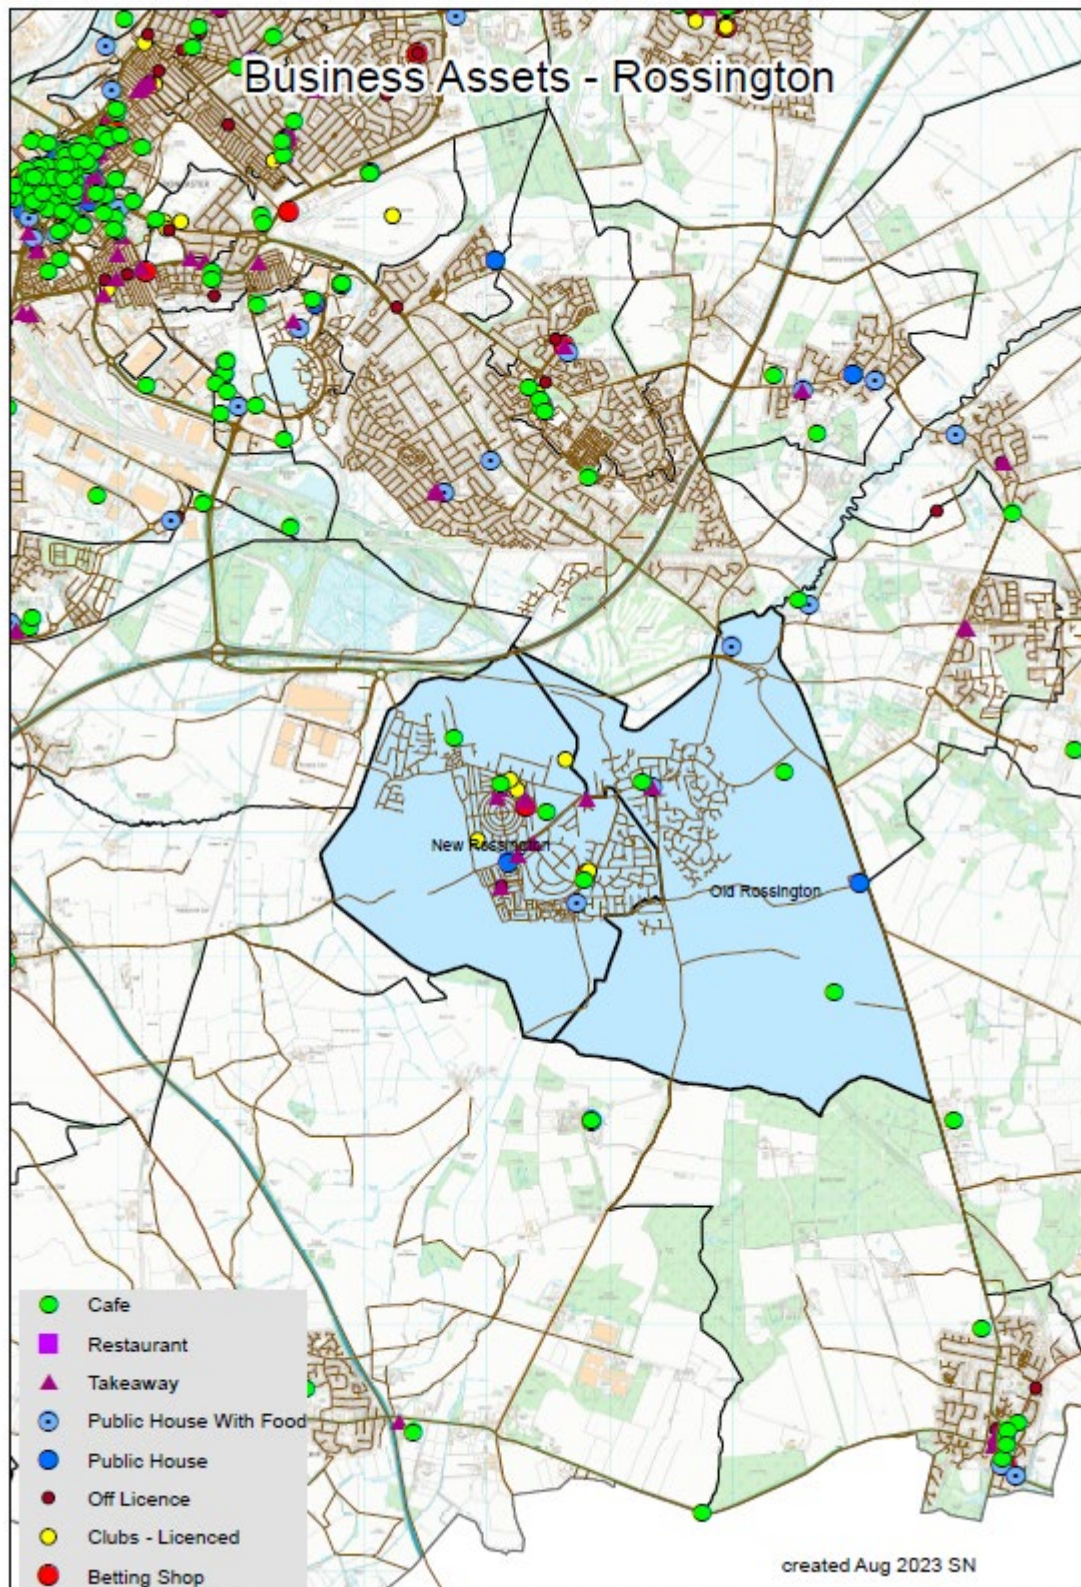 Business Assets - Rossington
New Rossington
Old Rossington
Cafe
Restaurant
Takeaway
Public House With Food
Public House
Off Licence
Clubs - Licenced
Betting Shop
created Aug 2023 SN